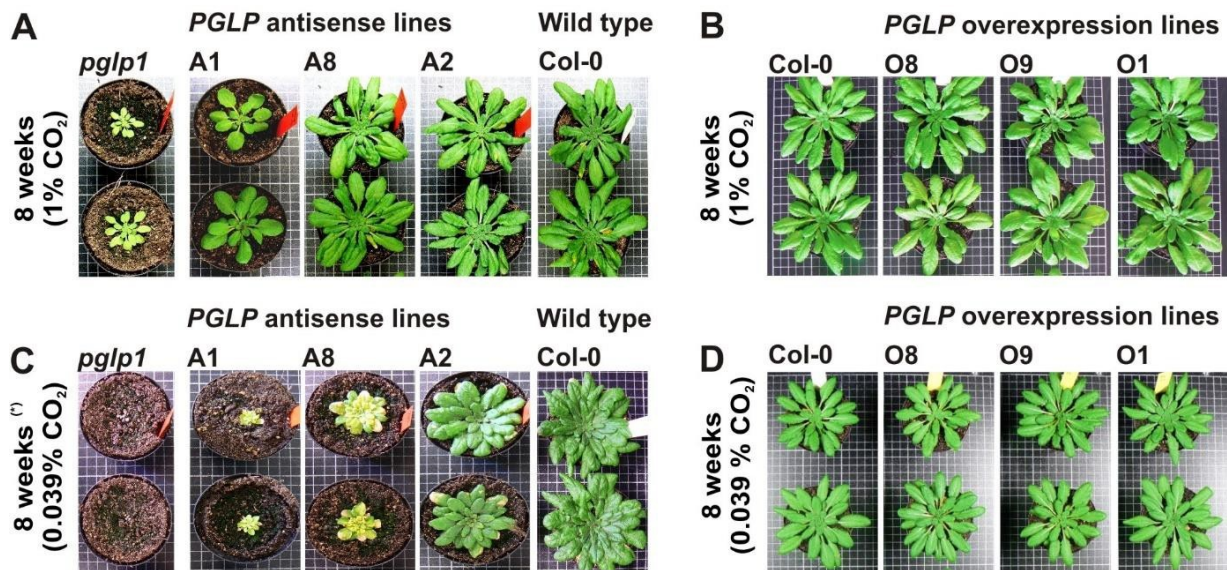 A
PGLP antisense lines
Wild type
pglp1
A1
A8
A2
Col-0
8 weeks
(1% CO₂)
B
PGLP overexpression lines
Col-0
O8
O9
O1
8 weeks
(1% CO₂)
C
PGLP antisense lines
Wild type
pglp1
A1
A8
A2
Col-0
8 weeks (*)
(0.039% CO₂)
D
PGLP overexpression lines
Col-0
O8
O9
O1
8 weeks
(0.039 % CO₂)